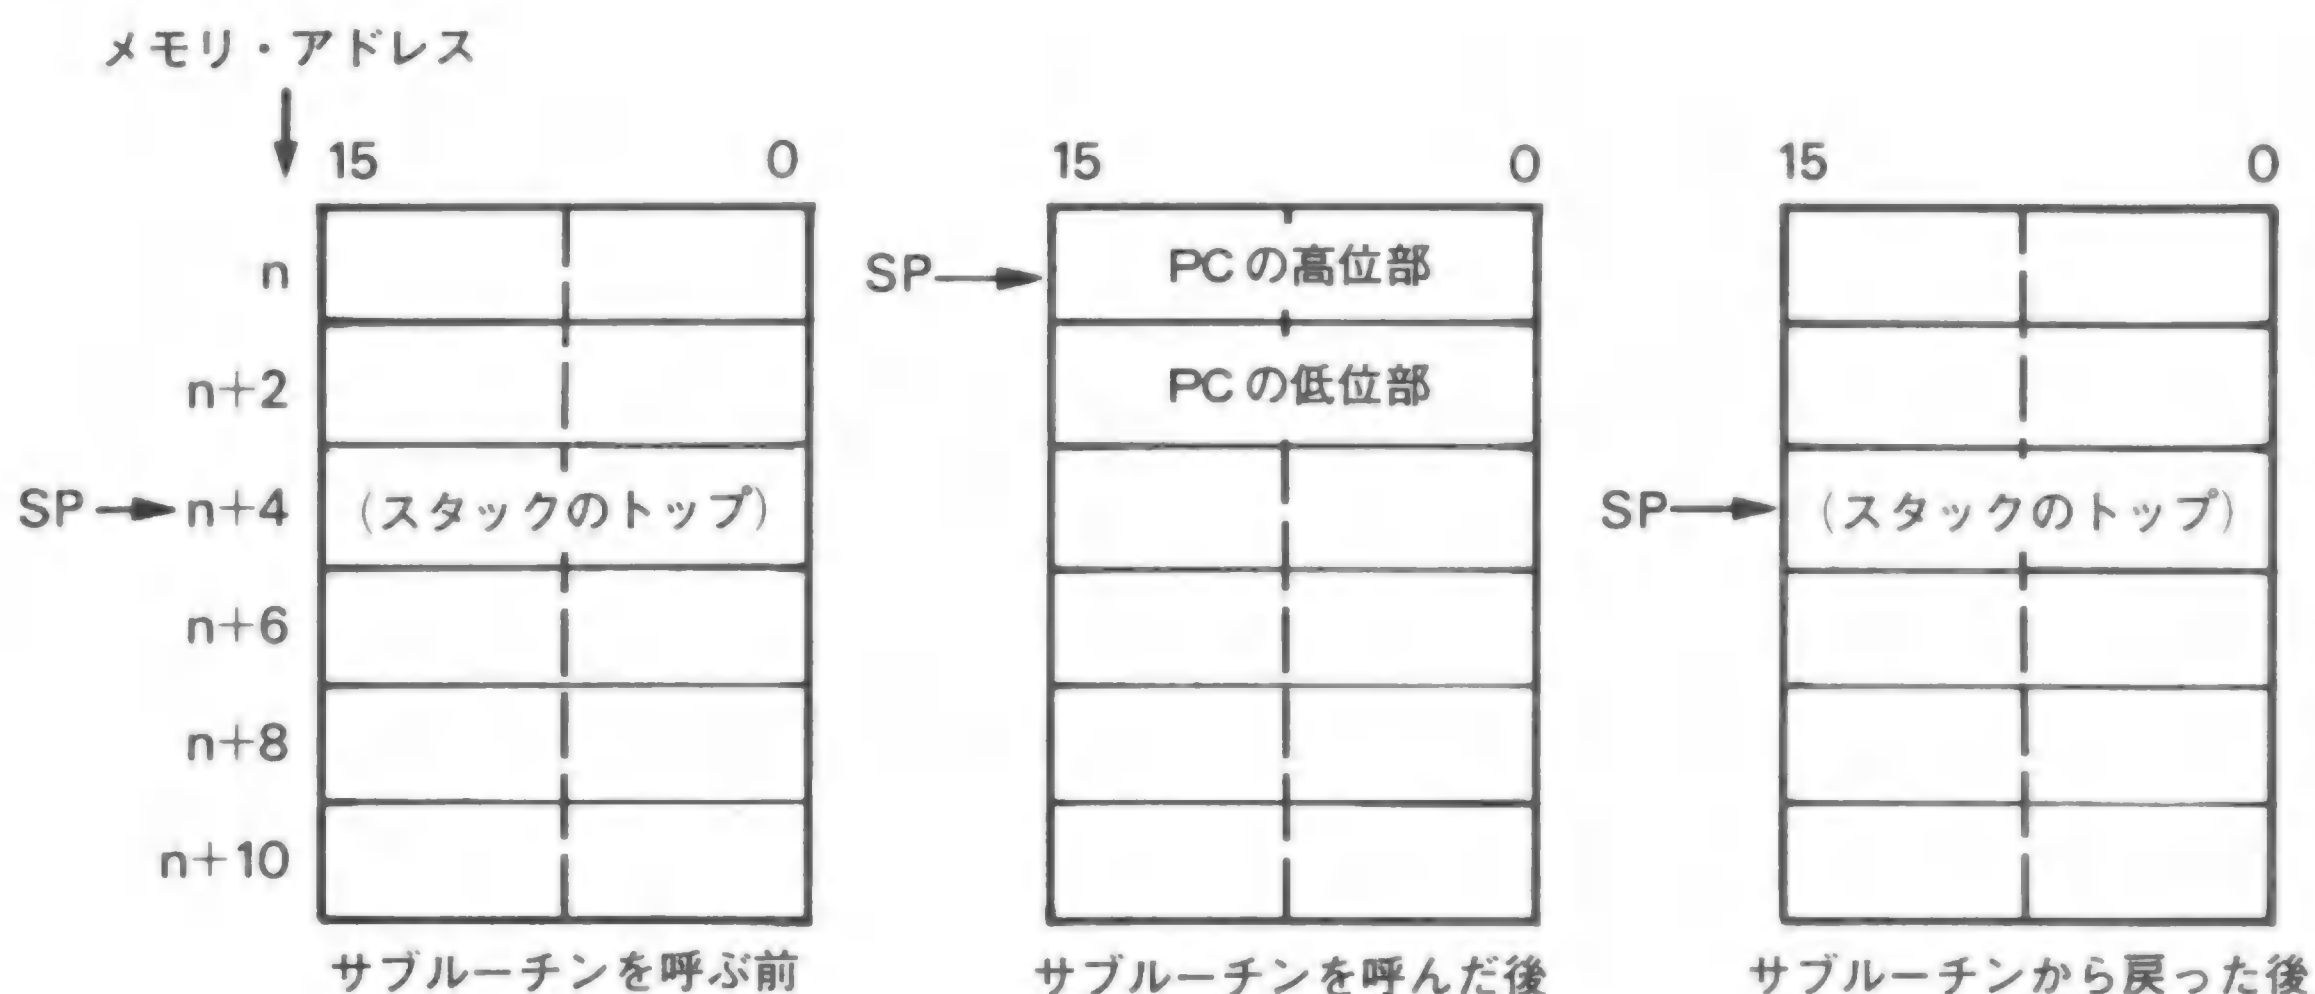 メモリ・アドレス
15 0
n
n+2
SP n+4 (スタックのトップ)
n+6
n+8
n+10
サブルーチンを呼ぶ前
15 0
SP PCの高位部
PCの低位部
サブルーチンを呼んだ後
15 0
SP (スタックのトップ)
サブルーチンから戻った後